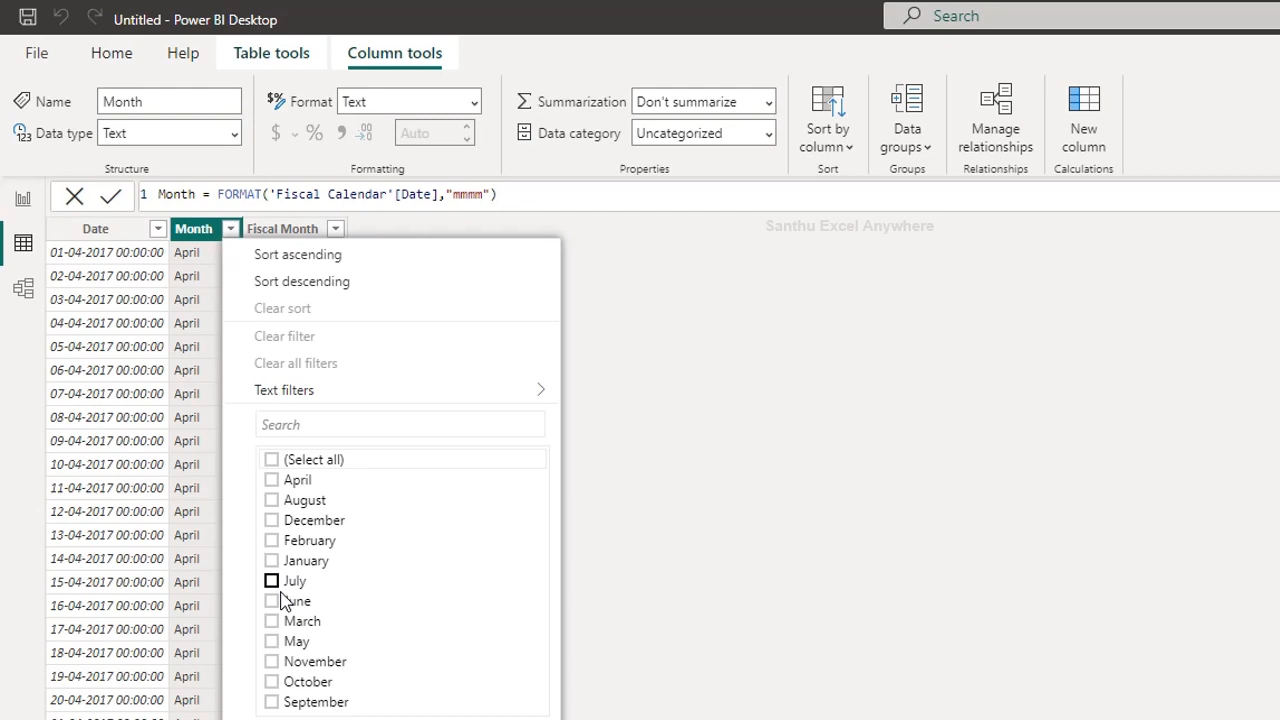 Untitled - Power BI Desktop
Search
File Home Help Table tools Column tools
Name Month
Format Text
Summarization Don't summarize
Data type Text
$ % 9 .00 Auto
Data category Uncategorized
Sort by column
Data groups
Manage relationships
New column
Structure Formatting Properties Sort Groups Relationships Calculations
1 Month = FORMAT('Fiscal Calendar'[Date],"mmmm")
Date Month Fiscal Month
Santhu Excel Anywhere
01-04-2017 00:00:00 April
02-04-2017 00:00:00 April
03-04-2017 00:00:00 April
04-04-2017 00:00:00 April
05-04-2017 00:00:00 April
06-04-2017 00:00:00 April
07-04-2017 00:00:00 April
08-04-2017 00:00:00 April
09-04-2017 00:00:00 April
10-04-2017 00:00:00 April
11-04-2017 00:00:00 April
12-04-2017 00:00:00 April
13-04-2017 00:00:00 April
14-04-2017 00:00:00 April
15-04-2017 00:00:00 April
16-04-2017 00:00:00 April
17-04-2017 00:00:00 April
18-04-2017 00:00:00 April
19-04-2017 00:00:00 April
20-04-2017 00:00:00 April
Sort ascending
Sort descending
Clear sort
Clear filter
Clear all filters
Text filters
Search
(Select all)
April
August
December
February
January
July
June
March
May
November
October
September